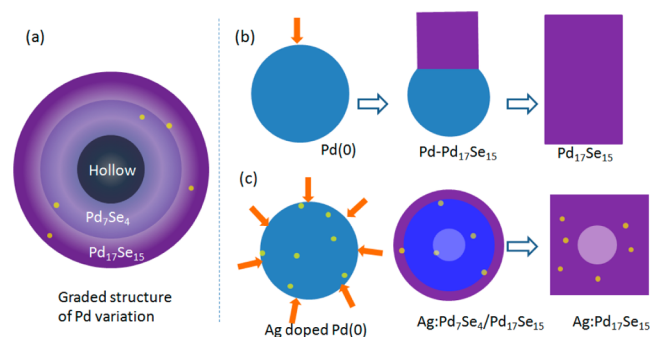 (a)
Hollow
Pd₇Se₄
Pd₁₇Se₁₅
Graded structure
of Pd variation
(b)
Pd(0)
Pd-Pd₁₇Se₁₅
Pd₁₇Se₁₅
(c)
Ag doped Pd(0)
Ag:Pd₇Se₄/Pd₁₇Se₁₅
Ag:Pd₁₇Se₁₅